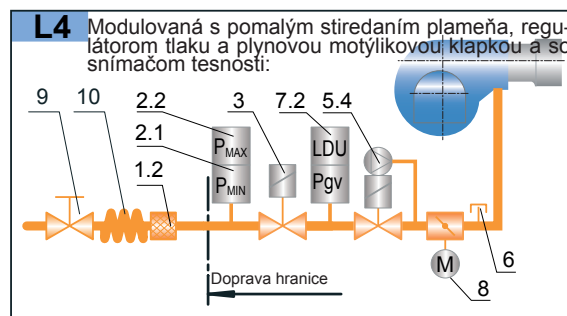 L4 Modulovaná s pomalým stiredaním plameňa, regu-
látorom tlaku a plynovou motýlikovou klapkou a so
snímačom tesnosti:
9 10 2.2 3 7.2 5.4
2.1
1.2
PMAX
PMIN
LDU
Pgv
M
6
8
Doprava hranice